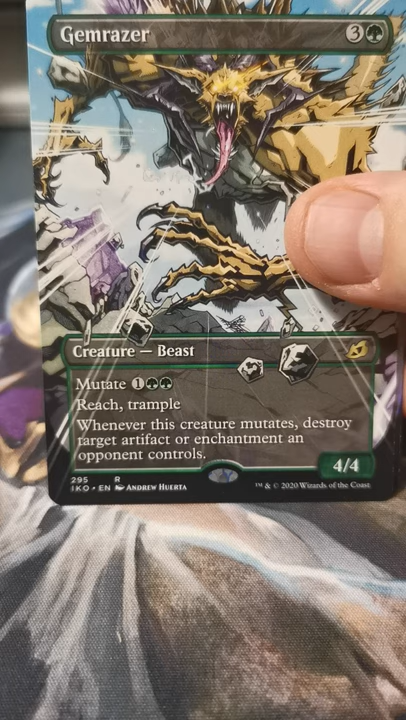 Gemrazer 3
Creature — Beast
Mutate 1
Reach, trample
Whenever this creature mutates, destroy
target artifact or enchantment an
opponent controls.
4/4
295 R
IKO • EN Andrew Huerta
™ & © 2020 Wizards of the Coast